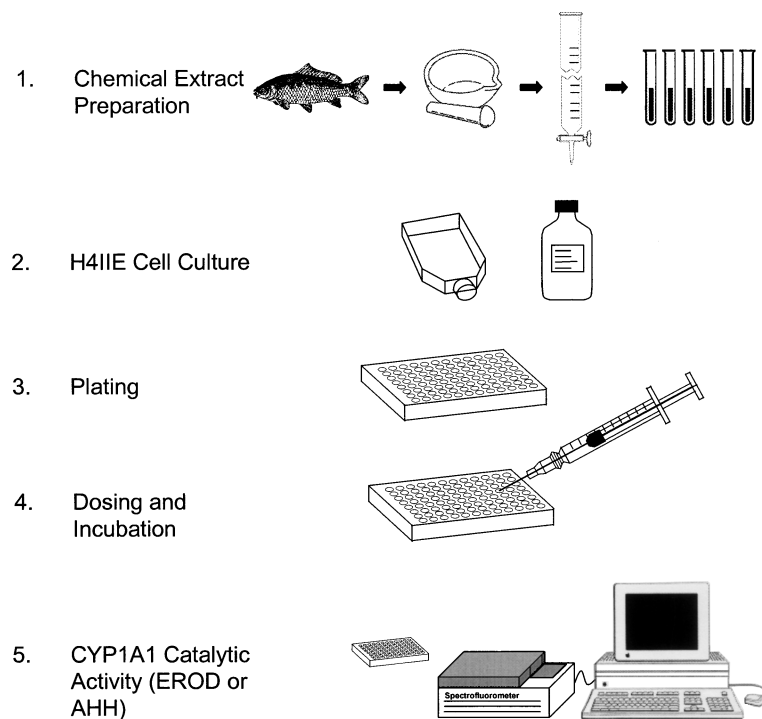 1. Chemical Extract
Preparation
2. H4IIE Cell Culture
3. Plating
4. Dosing and
Incubation
5. CYP1A1 Catalytic
Activity (EROD or
AHH)
Spectrofluorometer